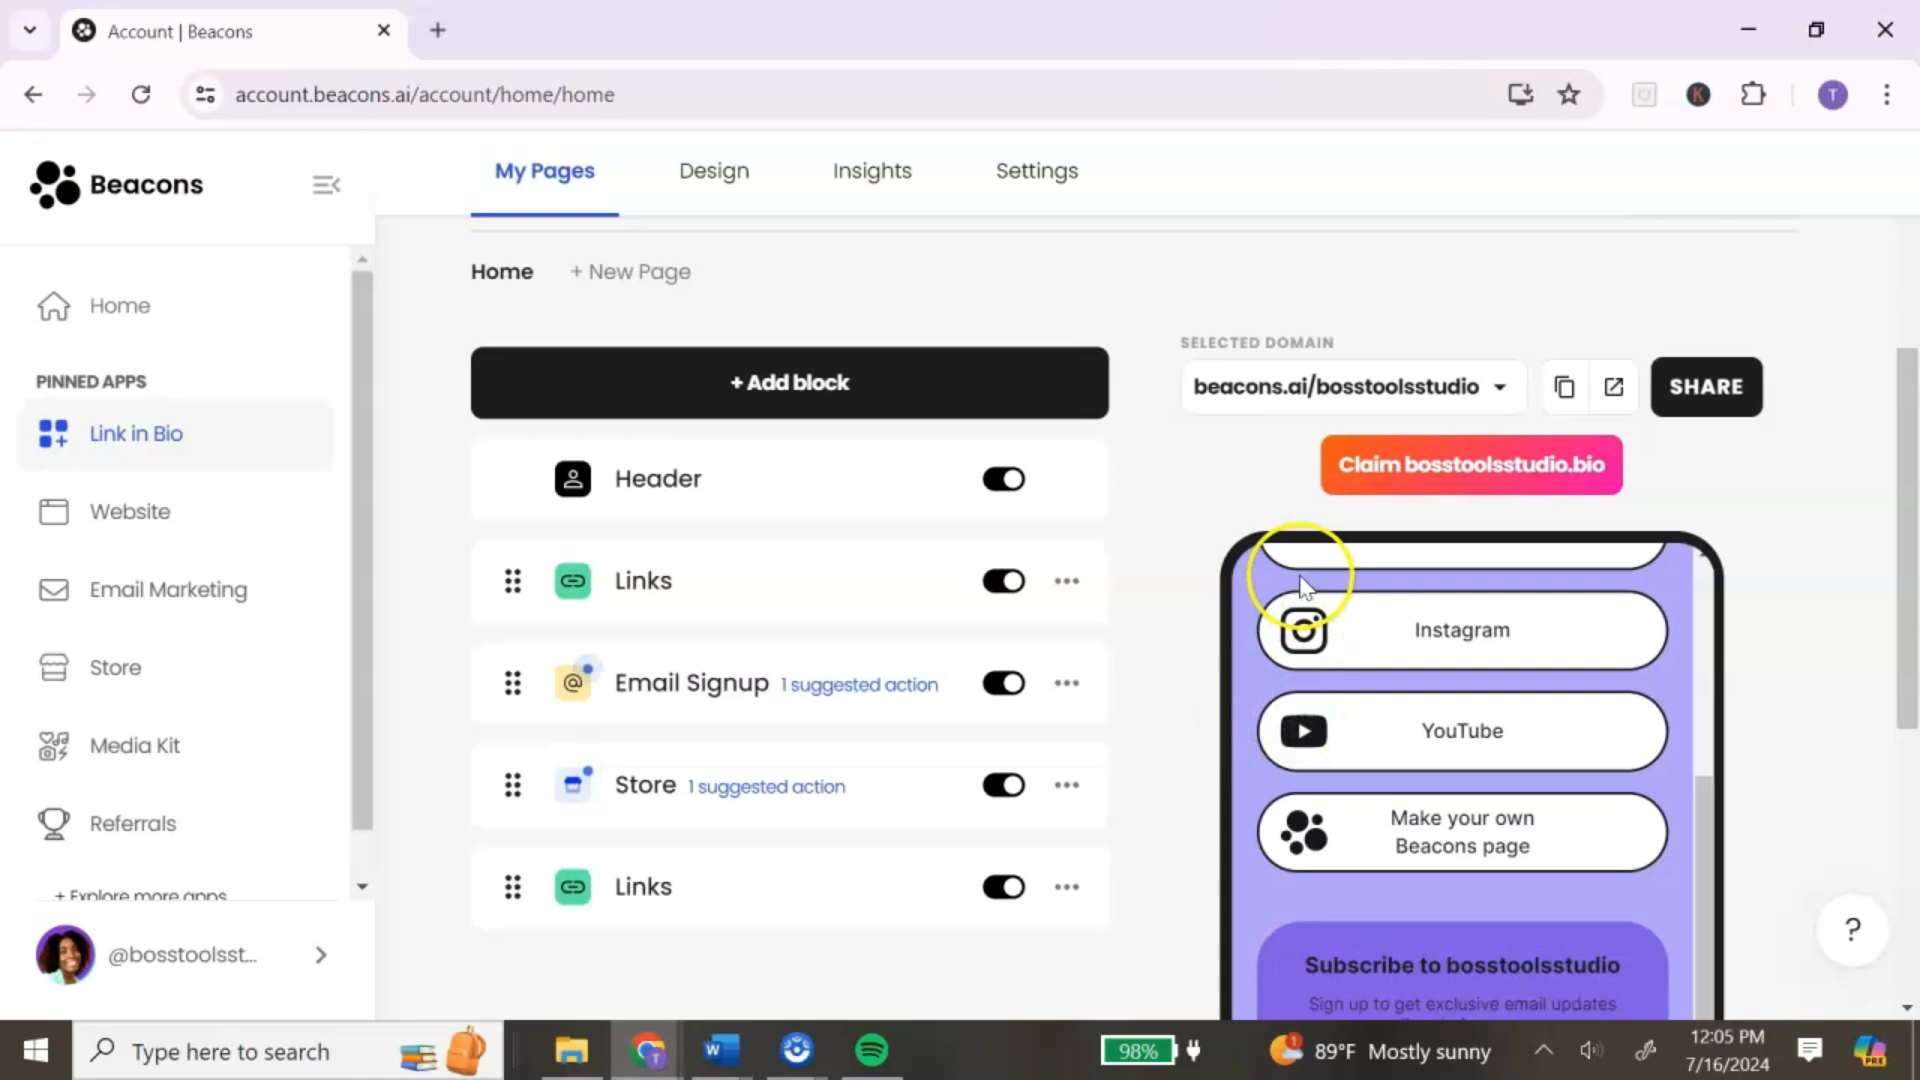 Account | Beacons
account.beacons.ai/account/home/home
K
T
Beacons
My Pages
Design
Insights
Settings
Home
PINNED APPS
Link in Bio
Website
Email Marketing
Store
Media Kit
Referrals
+ Explore more apps
@bosstoolsst...
Home
+ New Page
+ Add block
Header
Links
Email Signup 1 suggested action
Store 1 suggested action
Links
SELECTED DOMAIN
beacons.ai/bosstoolsstudio
SHARE
Claim bosstoolsstudio.bio
Instagram
YouTube
Make your own
Beacons page
Subscribe to bosstoolsstudio
Sign up to get exclusive email updates
?
Type here to search
T
W
98%
1
89°F Mostly sunny
12:05 PM
7/16/2024
PRE